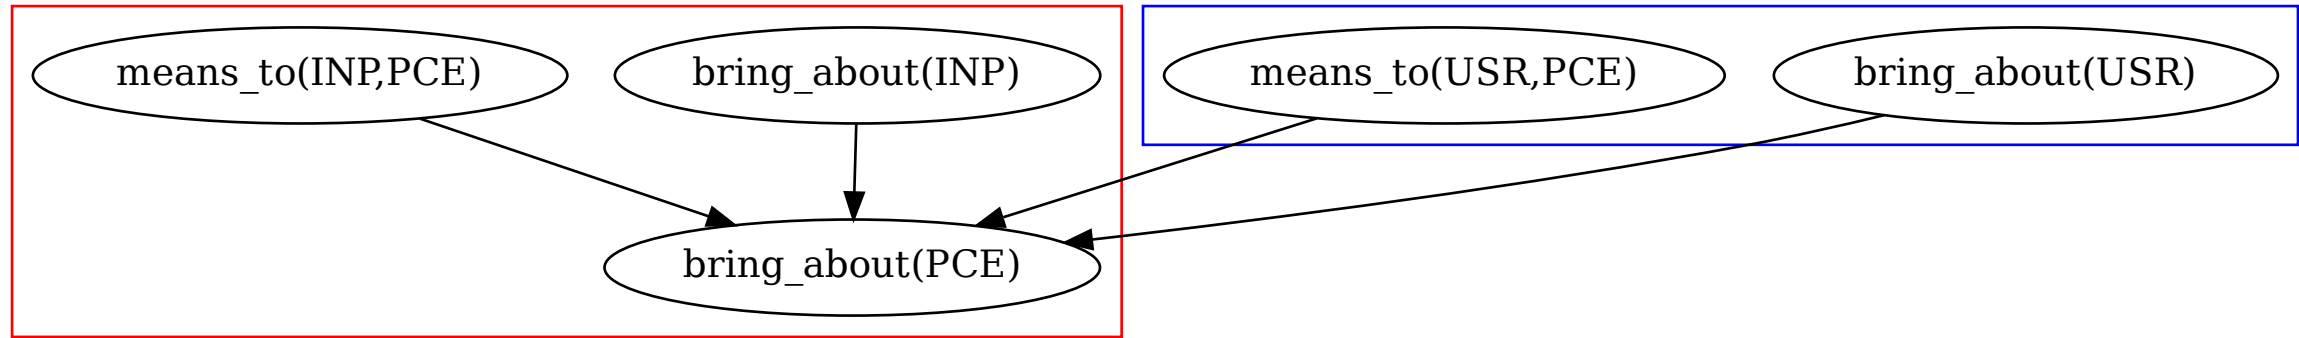 means_to(INP,PCE)
bring_about(INP)
means_to(USR,PCE)
bring_about(USR)
bring_about(PCE)